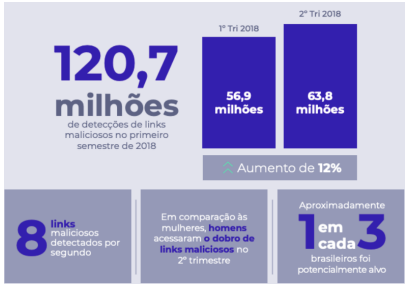 120,7
milhões
de detecções de links
maliciosos no primeiro
semestre de 2018
1º Tri 2018
2º Tri 2018
56,9
milhões
63,8
milhões
Aumento de 12%
8 links
maliciosos
detectados por
segundo
Em comparação às
mulheres, homens
acessaram o dobro de
links maliciosos no
2º trimestre
Aproximadamente
1 em
cada 3
brasileiros foi
potencialmente alvo